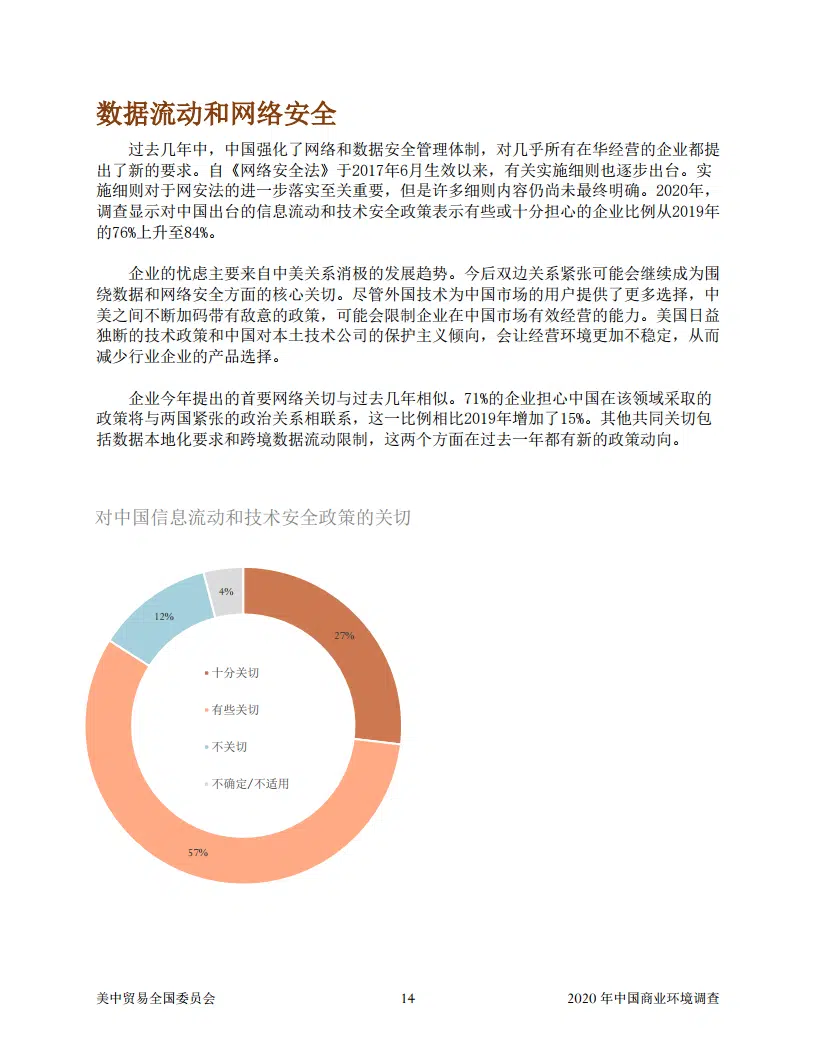 数据流动和网络安全
过去几年中，中国强化了网络和数据安全管理体制，对几乎所有在华经营的企业都提
出了新的要求。自《网络安全法》于2017年6月生效以来，有关实施细则也逐步出台。实
施细则对于网安法的进一步落实至关重要，但是许多细则内容仍尚未最终明确。2020年，
调查显示对中国出台的信息流动和技术安全政策表示有些或十分担心的企业比例从2019年
的76%上升至84%。
企业的忧虑主要来自中美关系消极的发展趋势。今后双边关系紧张可能会继续成为围
绕数据和网络安全方面的核心关切。尽管外国技术为中国市场的用户提供了更多选择，中
美之间不断加码带有敌意的政策，可能会限制企业在中国市场有效经营的能力。美国日益
独断的技术政策和中国对本土技术公司的保护主义倾向，会让经营环境更加不稳定，从而
减少行业企业的产品选择。
企业今年提出的首要网络关切与过去几年相似。71%的企业担心中国在该领域采取的
政策将与两国紧张的政治关系相联系，这一比例相比2019年增加了15%。其他共同关切包
括数据本地化要求和跨境数据流动限制，这两个方面在过去一年都有新的政策动向。
对中国信息流动和技术安全政策的关切
4%
12%
27%
十分关切
有些关切
不关切
不确定/不适用
57%
美中贸易全国委员会 14 2020 年中国商业环境调查